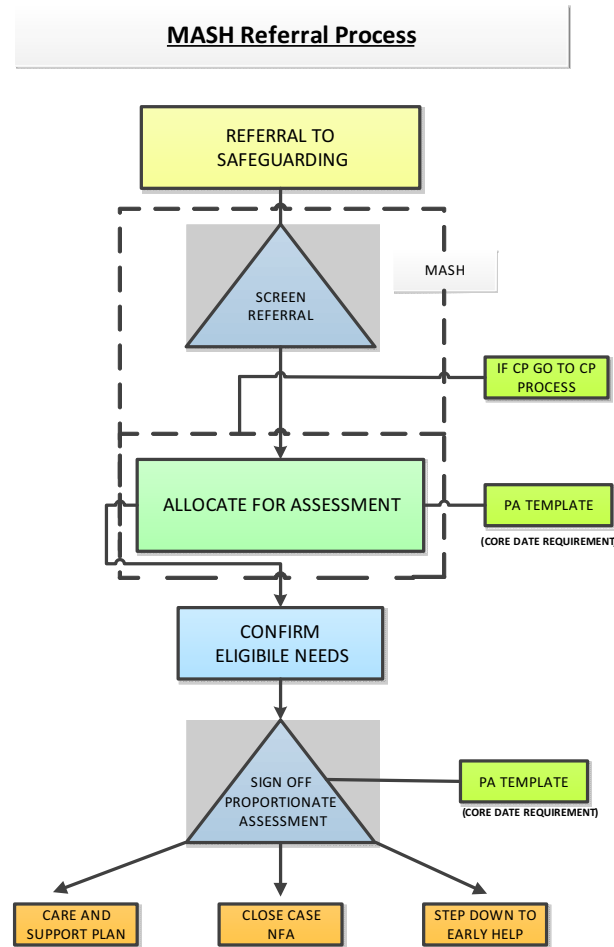 MASH Referral Process
REFERRAL TO
SAFEGUARDING
MASH
SCREEN
REFERRAL
IF CP GO TO CP
PROCESS
ALLOCATE FOR ASSESSMENT
PA TEMPLATE
(CORE DATE REQUIREMENT)
CONFIRM
ELIGIBILE NEEDS
SIGN OFF
PROPORTIONATE
ASSESSMENT
PA TEMPLATE
(CORE DATE REQUIREMENT)
CARE AND
SUPPORT PLAN
CLOSE CASE
NFA
STEP DOWN TO
EARLY HELP